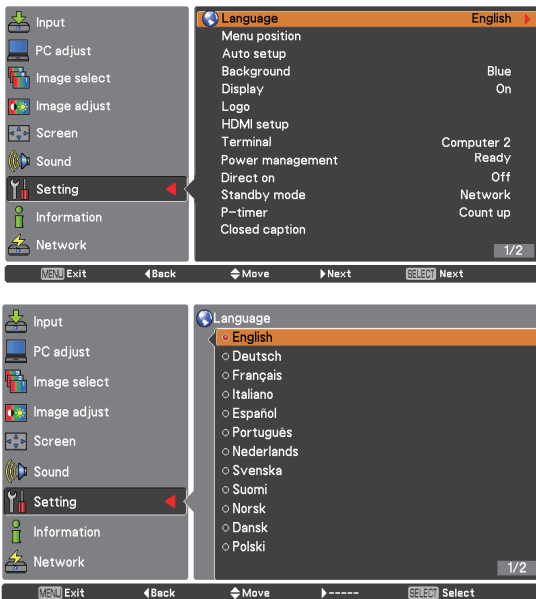 Input
PC adjust
Image select
Image adjust
Screen
Sound
Setting
Information
Network
Language English
Menu position
Auto setup
Background Blue
Display On
Logo
HDMI setup
Terminal Computer 2
Power management Ready
Direct on Off
Standby mode Network
P-timer Count up
Closed caption
1/2
MENU Exit Back Move Next SELECT Next
Input
PC adjust
Image select
Image adjust
Screen
Sound
Setting
Information
Network
Language
English
Deutsch
Français
Italiano
Español
Português
Nederlands
Svenska
Suomi
Norsk
Dansk
Polski
1/2
MENU Exit Back Move ----- SELECT Select